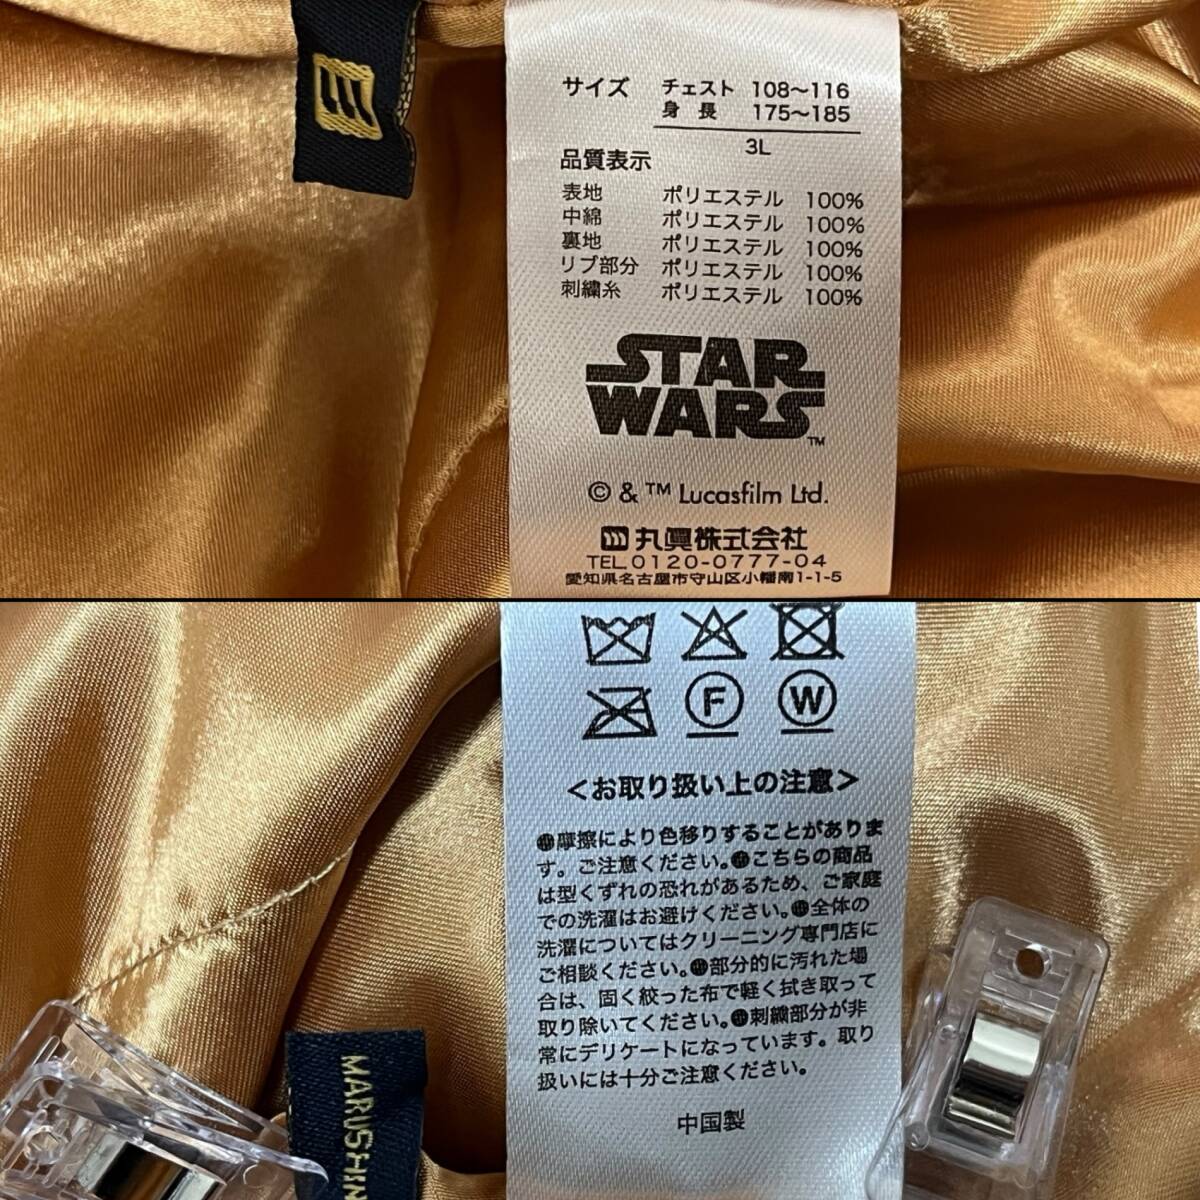 サイズ チェスト 108〜116
身長 175〜185
3L
品質表示
表地 ポリエステル 100%
中綿 ポリエステル 100%
裏地 ポリエステル 100%
リブ部分 ポリエステル 100%
刺繍糸 ポリエステル 100%
STAR
WARS™
© & ™ Lucasfilm Ltd.
丸眞株式会社
TEL.0120-0777-04
愛知県名古屋市守山区小幡南1-1-5
F W
<お取り扱い上の注意>
●摩擦により色移りすることがありま
す。ご注意ください。●こちらの商品
は型くずれの恐れがあるため、ご家庭
での洗濯はお避けください。●全体の
洗濯についてはクリーニング専門店に
ご相談ください。●部分的に汚れた場
合は、固く絞った布で軽く拭き取って
取り除いてください。●刺繍部分が非
常にデリケートになっています。取り
扱いには十分ご注意ください。
中国製
MARUSHIN